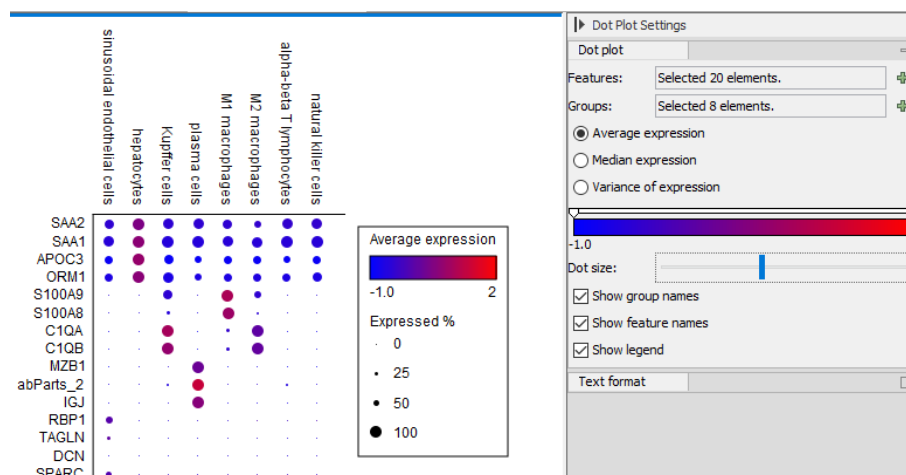 sinusoidal endothelial cells
hepatocytes
Kupffer cells
plasma cells
M1 macrophages
M2 macrophages
alpha-beta T lymphocytes
natural killer cells
SAA2
SAA1
APOC3
ORM1
S100A9
S100A8
C1QA
C1QB
MZB1
abParts_2
IGJ
RBP1
TAGLN
DCN
SPARC
Average expression
-1.0 2
Expressed %
0
25
50
100
Dot Plot Settings
Dot plot
Features: Selected 20 elements.
Groups: Selected 8 elements.
Average expression
Median expression
Variance of expression
-1.0
Dot size:
Show group names
Show feature names
Show legend
Text format